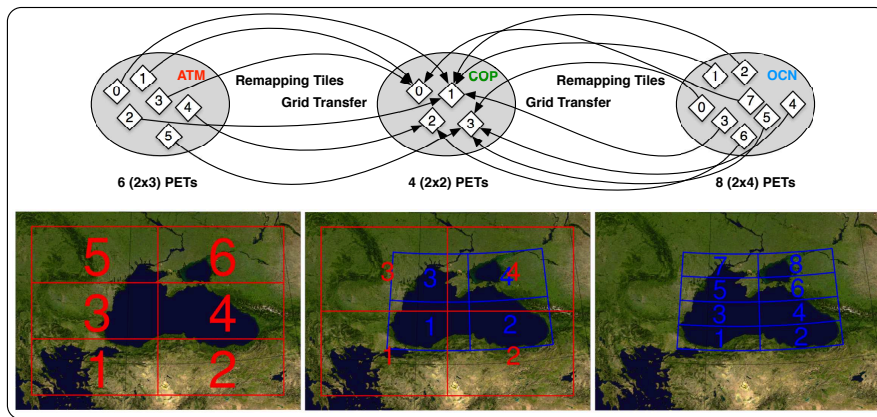 ATM
0
1
3
4
2
5
6 (2x3) PETs
Remapping Tiles
Grid Transfer
COP
0
1
2
3
4 (2x2) PETs
Remapping Tiles
Grid Transfer
OCN
1
2
0
7
4
3
5
6
8 (2x4) PETs
5 6
3 4
1 2
3 3 4 4
1 2
1 2
7 8
5 6
3 4
1 2